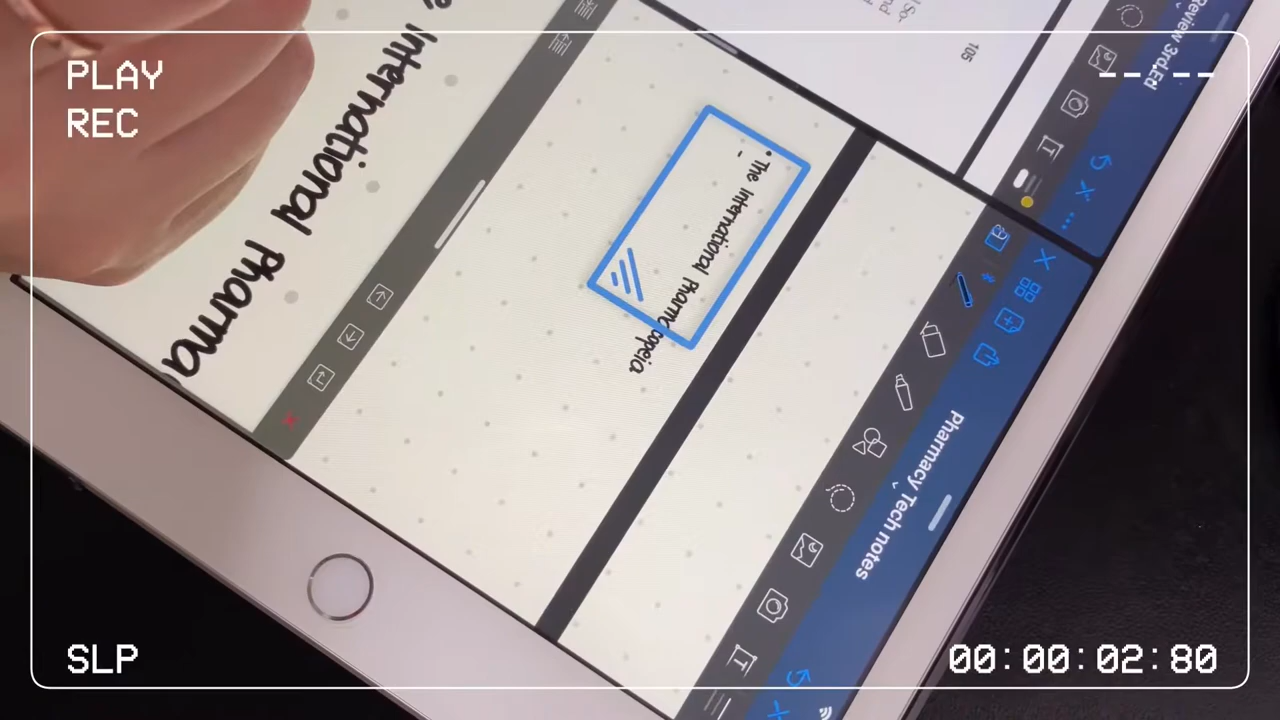 PLAY
REC
SLP
00:00:02:80
Review 3rd.Ed
105
Pharmacy Tech notes
• The International Pharmacopeia
-
International Pharma